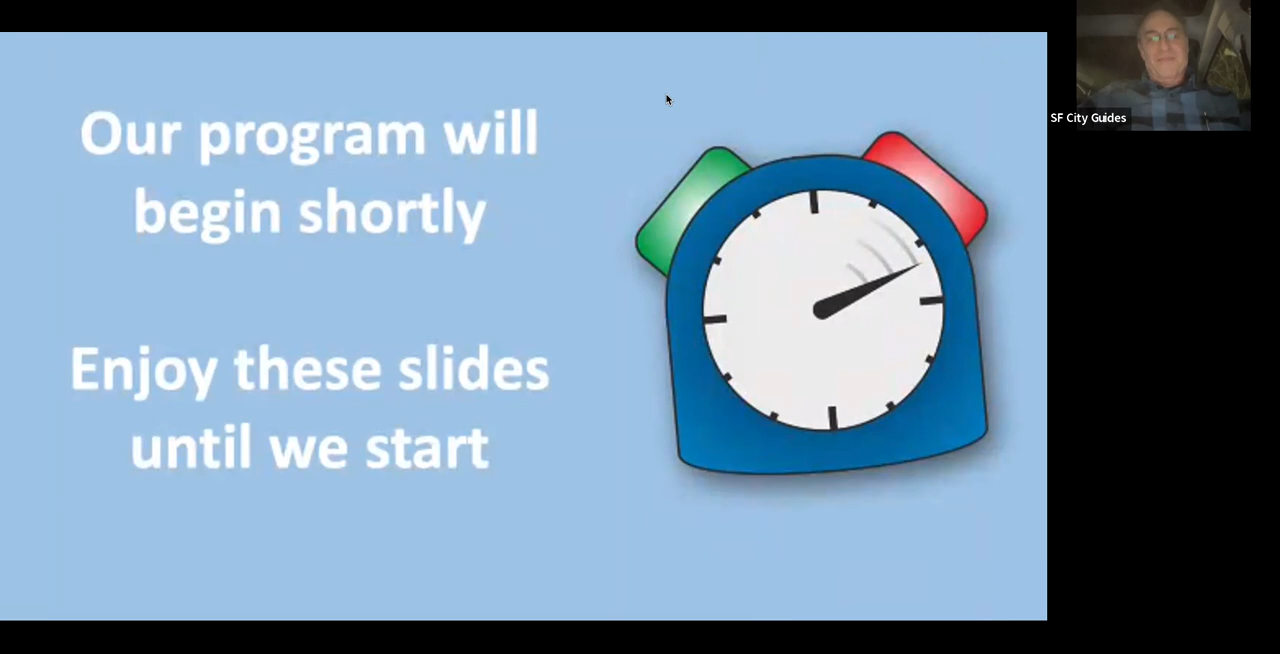 Our program will
begin shortly
Enjoy these slides
until we start
SF City Guides